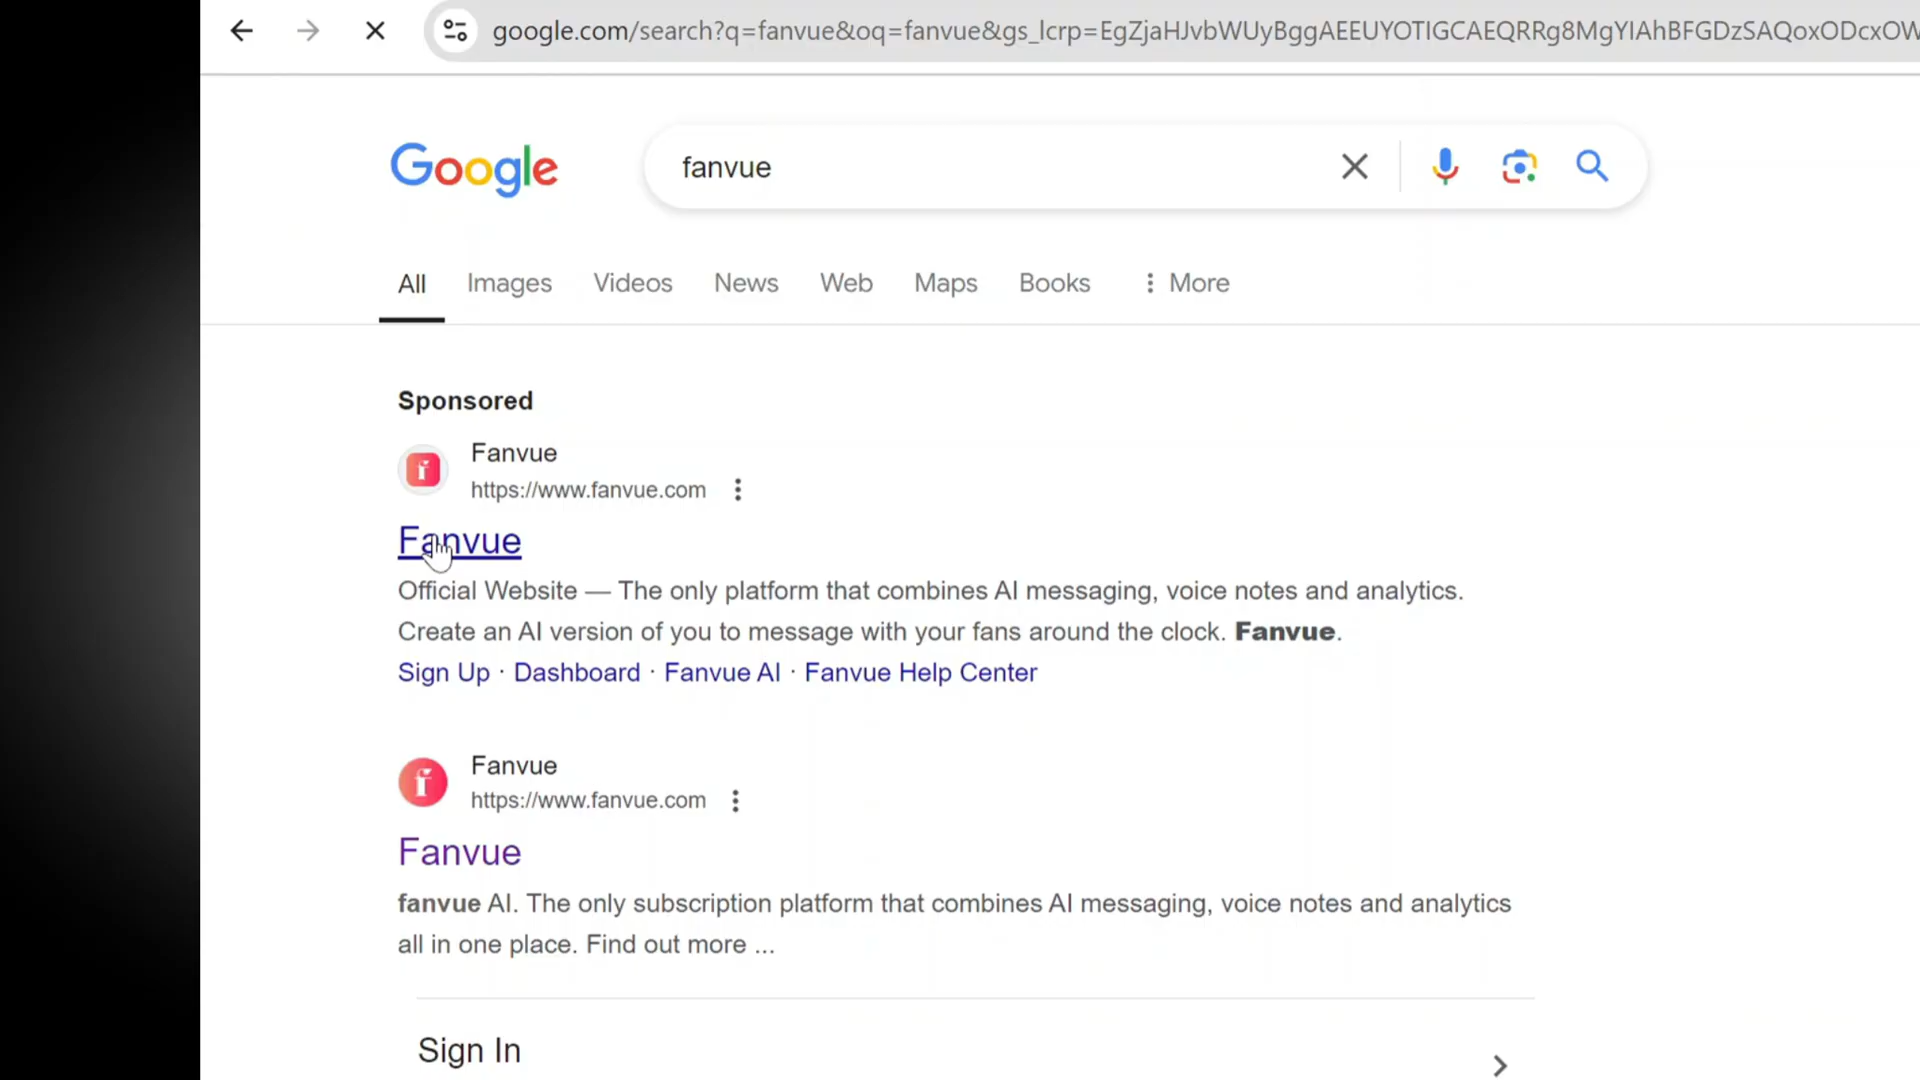 google.com/search?q=fanvue&oq=fanvue&gs_lcrp=EgZjaHJvbWUyBggAEEUYOTIGCAEQRRg8MgYIAhBFGDzSAQoxODcxOW
Google
fanvue
All Images Videos News Web Maps Books More
Sponsored
Fanvue
https://www.fanvue.com
Fanvue
Official Website — The only platform that combines AI messaging, voice notes and analytics.
Create an AI version of you to message with your fans around the clock. Fanvue.
Sign Up · Dashboard · Fanvue AI · Fanvue Help Center
Fanvue
https://www.fanvue.com
Fanvue
fanvue AI. The only subscription platform that combines AI messaging, voice notes and analytics
all in one place. Find out more ...
Sign In